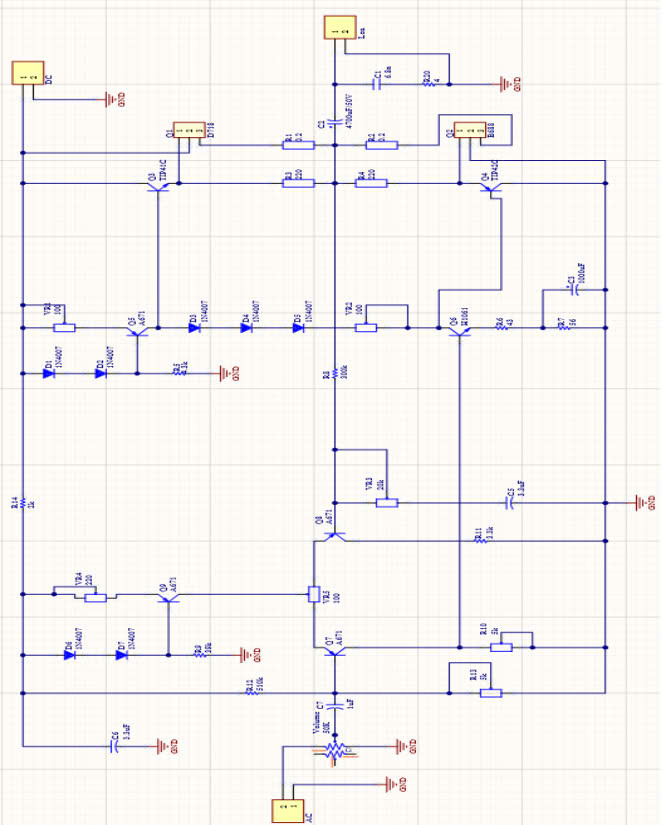 R14
2k
D6
1N4007
D7
1N4007
VR4
220
Q9
A671
C6
3.3uF
GND
R9
39k
GND
R12
510k
D1
1N4007
D2
1N4007
VR1
100
Q5
A671
R5
3.3k
GND
D3
1N4007
D4
1N4007
D5
1N4007
Q3
TIP41C
1
2
DC
GND
Q1
1
2
3
D718
2
1
AC
GND
GND
Volume
50K
C7
1uF
Q7
A671
VR5
100
Q8
A671
VR3
20k
R8
300k
VR2
100
R3
220
R1
0.2
R4
220
R2
0.2
C2
4700uF/50V
1
2
Loa
C1
6.8n
R20
4
GND
R13
5k
R10
5k
R11
3.3k
C5
3.3uF
Q6
H1061
R6
43
R7
56
C3
1000uF
Q4
TIP42C
Q2
1
2
3
B688
GND